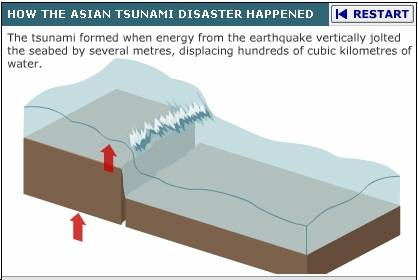 HOW THE ASIAN TSUNAMI DISASTER HAPPENED
RESTART
The tsunami formed when energy from the earthquake vertically jolted
the seabed by several metres, displacing hundreds of cubic kilometres of
water.